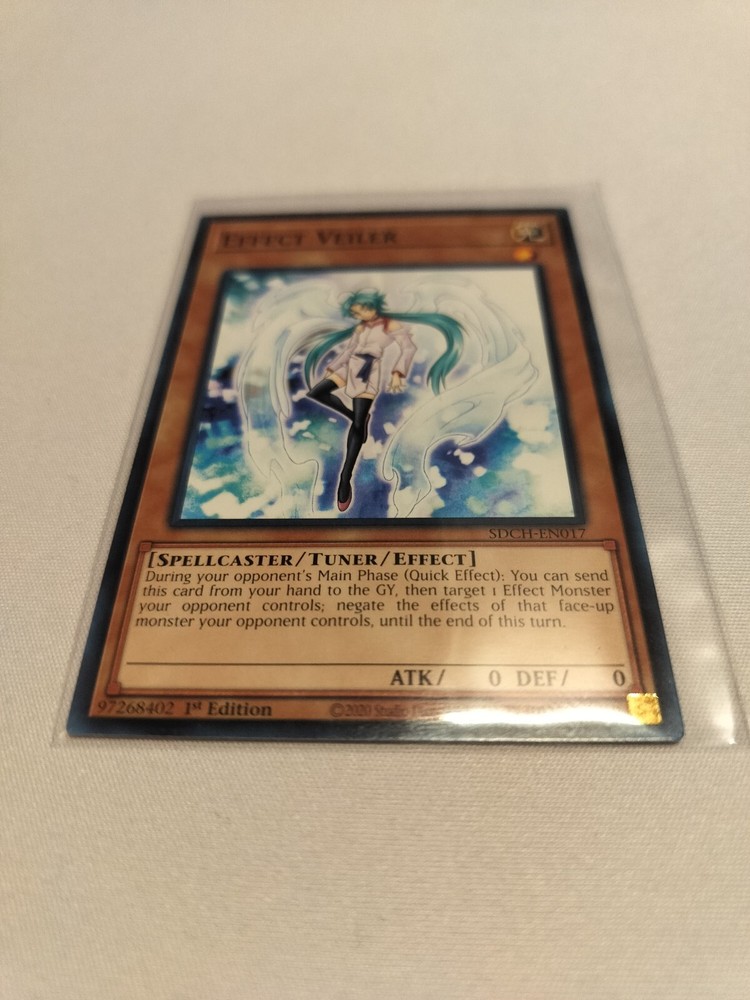 Effect Veiler
SDCH-EN017
[Spellcaster/Tuner/Effect]
During your opponent's Main Phase (Quick Effect): You can send
this card from your hand to the GY, then target 1 Effect Monster
your opponent controls; negate the effects of that face-up
monster your opponent controls, until the end of this turn.
ATK/ 0 DEF/ 0
97268402 1st Edition ©2020 Studio